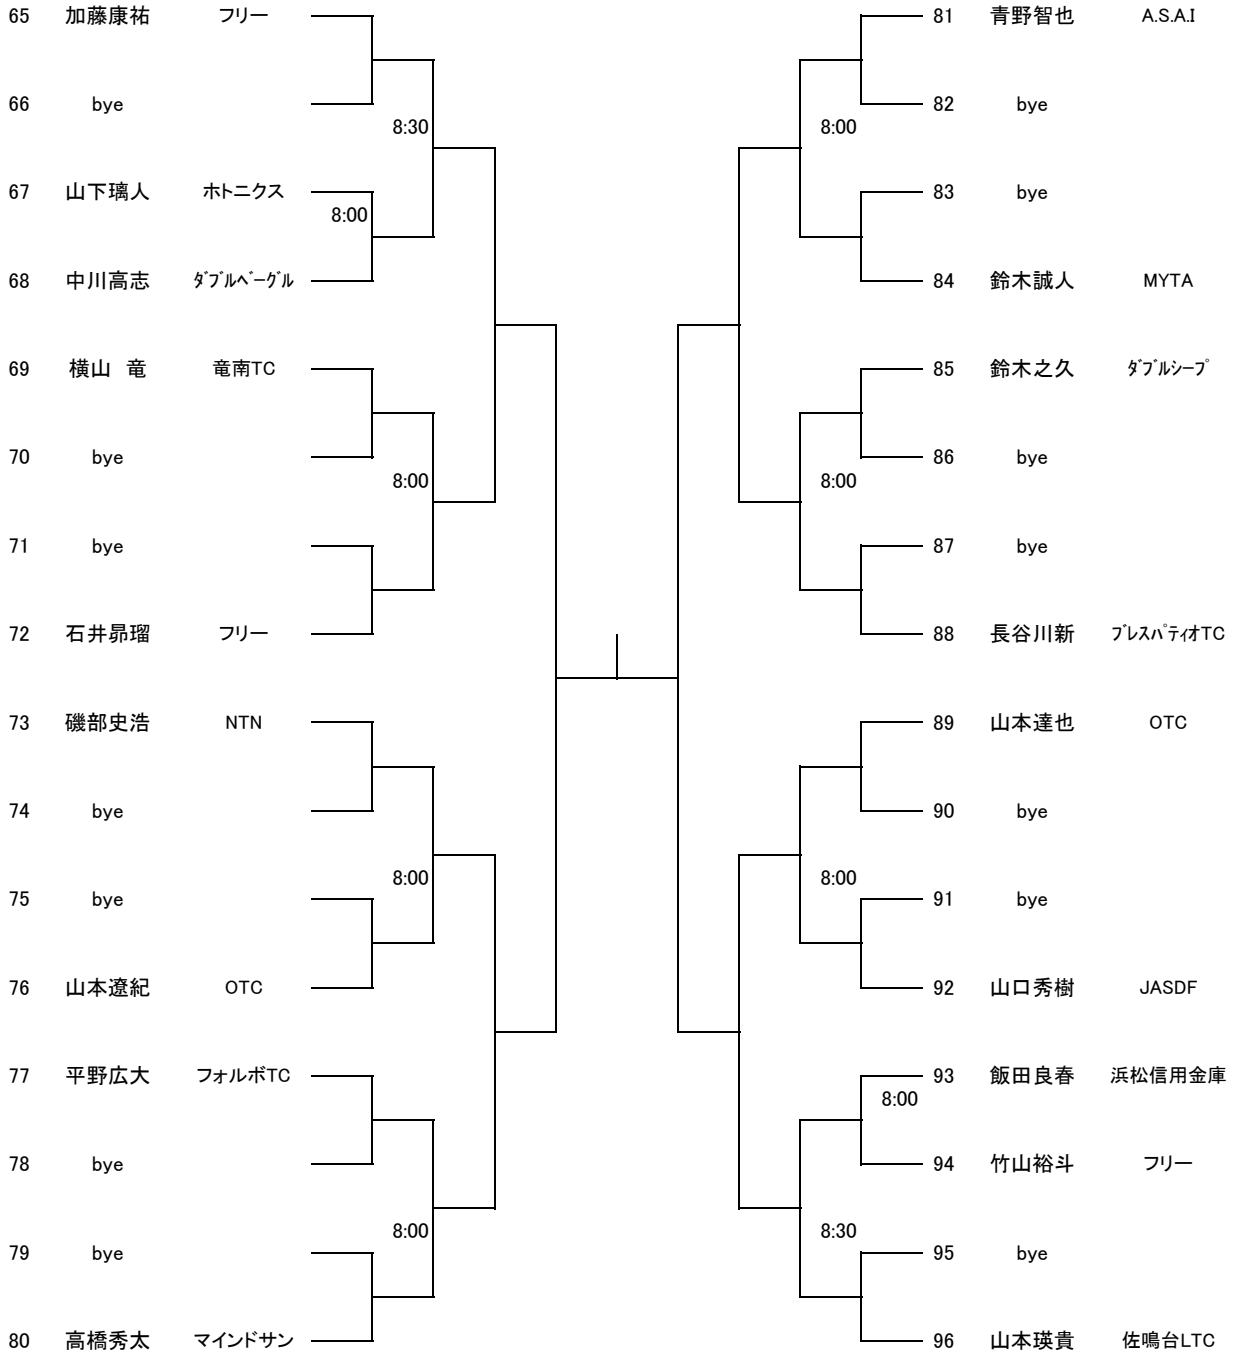 65 加藤康祐 フリー
66 bye
8:30
67 山下璃人 ホトニクス
8:00
68 中川高志 ﾀﾞﾌﾞﾙﾍﾞｰｸﾞﾙ
69 横山 竜 竜南TC
70 bye
8:00
71 bye
72 石井昴瑠 フリー
73 磯部史浩 NTN
74 bye
8:00
75 bye
76 山本遼紀 OTC
77 平野広大 フォルボTC
78 bye
8:00
79 bye
80 高橋秀太 マインドサン
81 青野智也 A.S.A.I
82 bye
8:00
83 bye
84 鈴木誠人 MYTA
85 鈴木之久 ﾀﾞﾌﾞﾙｼｰﾌﾟ
86 bye
8:00
87 bye
88 長谷川新 ﾌﾞﾚｽﾊﾟﾃｨｵTC
89 山本達也 OTC
90 bye
8:00
91 bye
92 山口秀樹 JASDF
93 飯田良春 浜松信用金庫
8:00
94 竹山裕斗 フリー
8:30
95 bye
96 山本瑛貴 佐鳴台LTC